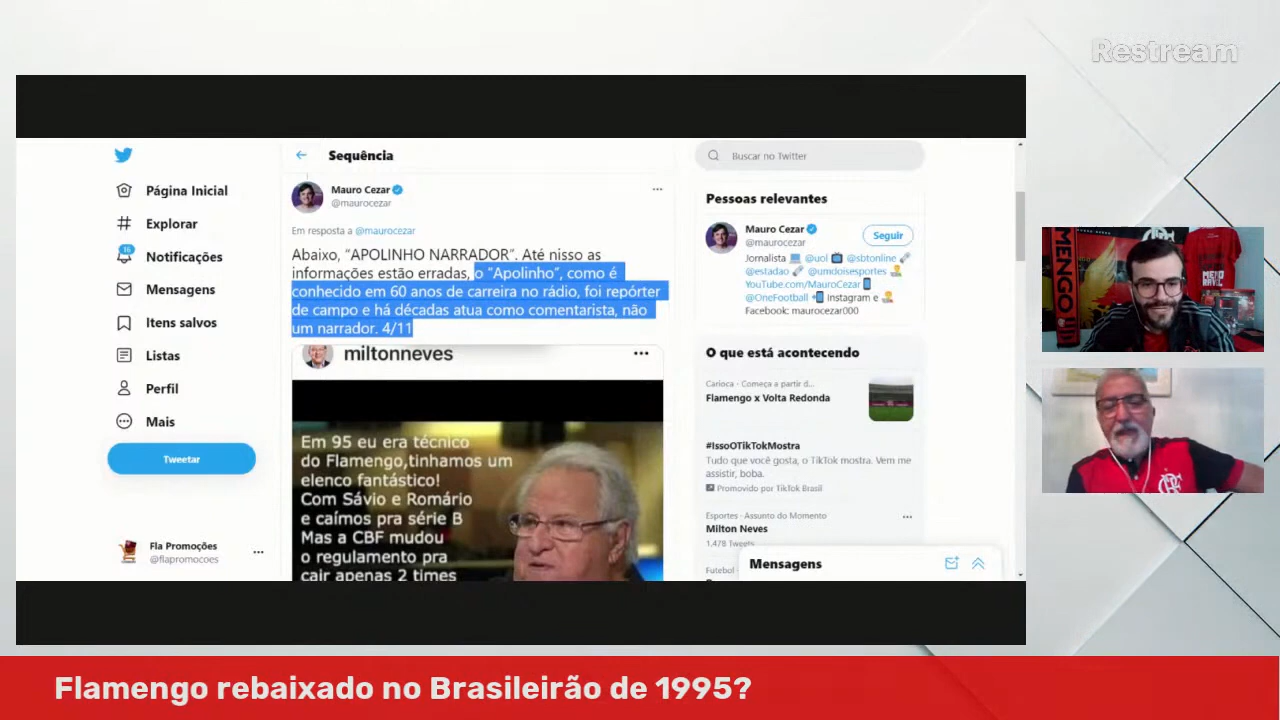 Restream
Sequência
Buscar no Twitter
Página Inicial
Explorar
16
Notificações
Mensagens
Itens salvos
Listas
Perfil
Mais
Tweetar
Fla Promoções
@flapromocoes
Mauro Cezar
@maurocezar
Em resposta a @maurocezar
Abaixo, “APOLINHO NARRADOR”. Até nisso as
informações estão erradas, o “Apolinho”, como é
conhecido em 60 anos de carreira no rádio, foi repórter
de campo e há décadas atua como comentarista, não
um narrador. 4/11
miltonneves
Em 95 eu era técnico
do Flamengo,tinhamos um
elenco fantástico!
Com Sávio e Romário
e caímos pra série B
Mas a CBF mudou
o regulamento pra
cair apenas 2 times
Pessoas relevantes
Mauro Cezar
@maurocezar
Seguir
Jornalista @uol @sbtonline
@estadao @umdoisesportes
YouTube.com/MauroCezar
@OneFootball Instagram e
Facebook: maurocezar000
O que está acontecendo
Carioca · Começa a partir d...
Flamengo x Volta Redonda
#IssoOTikTokMostra
Tudo que você gosta, o TikTok mostra. Vem me
assistir, boba.
Promovido por TikTok Brasil
Esportes · Assunto do Momento
Milton Neves
1,478 Tweets
Futebol ·
Mensagens
MENGO
Flamengo rebaixado no Brasileirão de 1995?